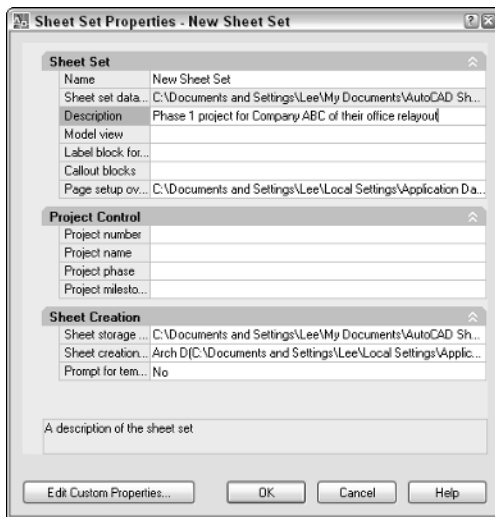 Sheet Set Properties - New Sheet Set
Sheet Set
Name New Sheet Set
Sheet set data... C:\Documents and Settings\Lee\My Documents\AutoCAD Sh...
Description Phase 1 project for Company ABC of their office relayout
Model view
Label block for...
Callout blocks
Page setup ov... C:\Documents and Settings\Lee\Local Settings\Application Da...
Project Control
Project number
Project name
Project phase
Project milesto...
Sheet Creation
Sheet storage ... C:\Documents and Settings\Lee\My Documents\AutoCAD Sh...
Sheet creation... Arch D(C:\Documents and Settings\Lee\Local Settings\Applic...
Prompt for tem... No
A description of the sheet set
Edit Custom Properties... OK Cancel Help